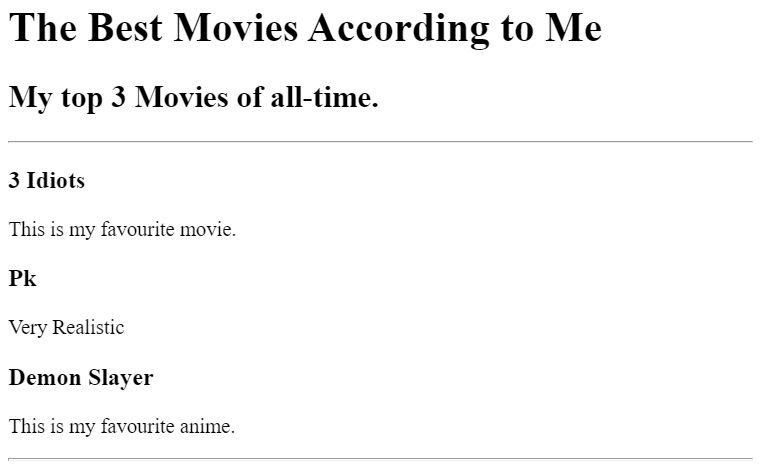 The Best Movies According to Me
My top 3 Movies of all-time.
3 Idiots
This is my favourite movie.
Pk
Very Realistic
Demon Slayer
This is my favourite anime.